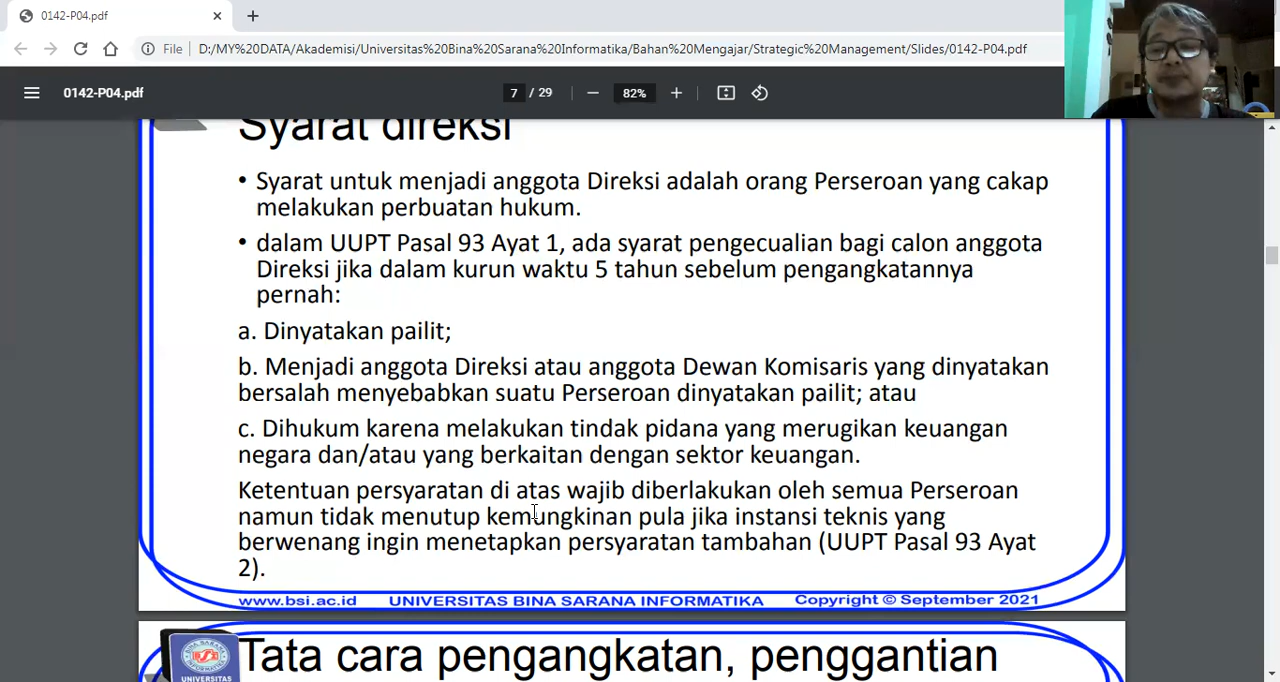 0142-P04.pdf
File
D:/MY%20DATA/Akademisi/Universitas%20Bina%20Sarana%20Informatika/Bahan%20Mengajar/Strategic%20Management/Slides/0142-P04.pdf
0142-P04.pdf
7 / 29
82%
Syarat direksi
• Syarat untuk menjadi anggota Direksi adalah orang Perseroan yang cakap
melakukan perbuatan hukum.
• dalam UUPT Pasal 93 Ayat 1, ada syarat pengecualian bagi calon anggota
Direksi jika dalam kurun waktu 5 tahun sebelum pengangkatannya
pernah:
a. Dinyatakan pailit;
b. Menjadi anggota Direksi atau anggota Dewan Komisaris yang dinyatakan
bersalah menyebabkan suatu Perseroan dinyatakan pailit; atau
c. Dihukum karena melakukan tindak pidana yang merugikan keuangan
negara dan/atau yang berkaitan dengan sektor keuangan.
Ketentuan persyaratan di atas wajib diberlakukan oleh semua Perseroan
namun tidak menutup kemungkinan pula jika instansi teknis yang
berwenang ingin menetapkan persyaratan tambahan (UUPT Pasal 93 Ayat
2).
www.bsi.ac.id UNIVERSITAS BINA SARANA INFORMATIKA Copyright © September 2021
Tata cara pengangkatan, penggantian
BINA SARANA
BSI
INFORMATIKA
UNIVERSITAS